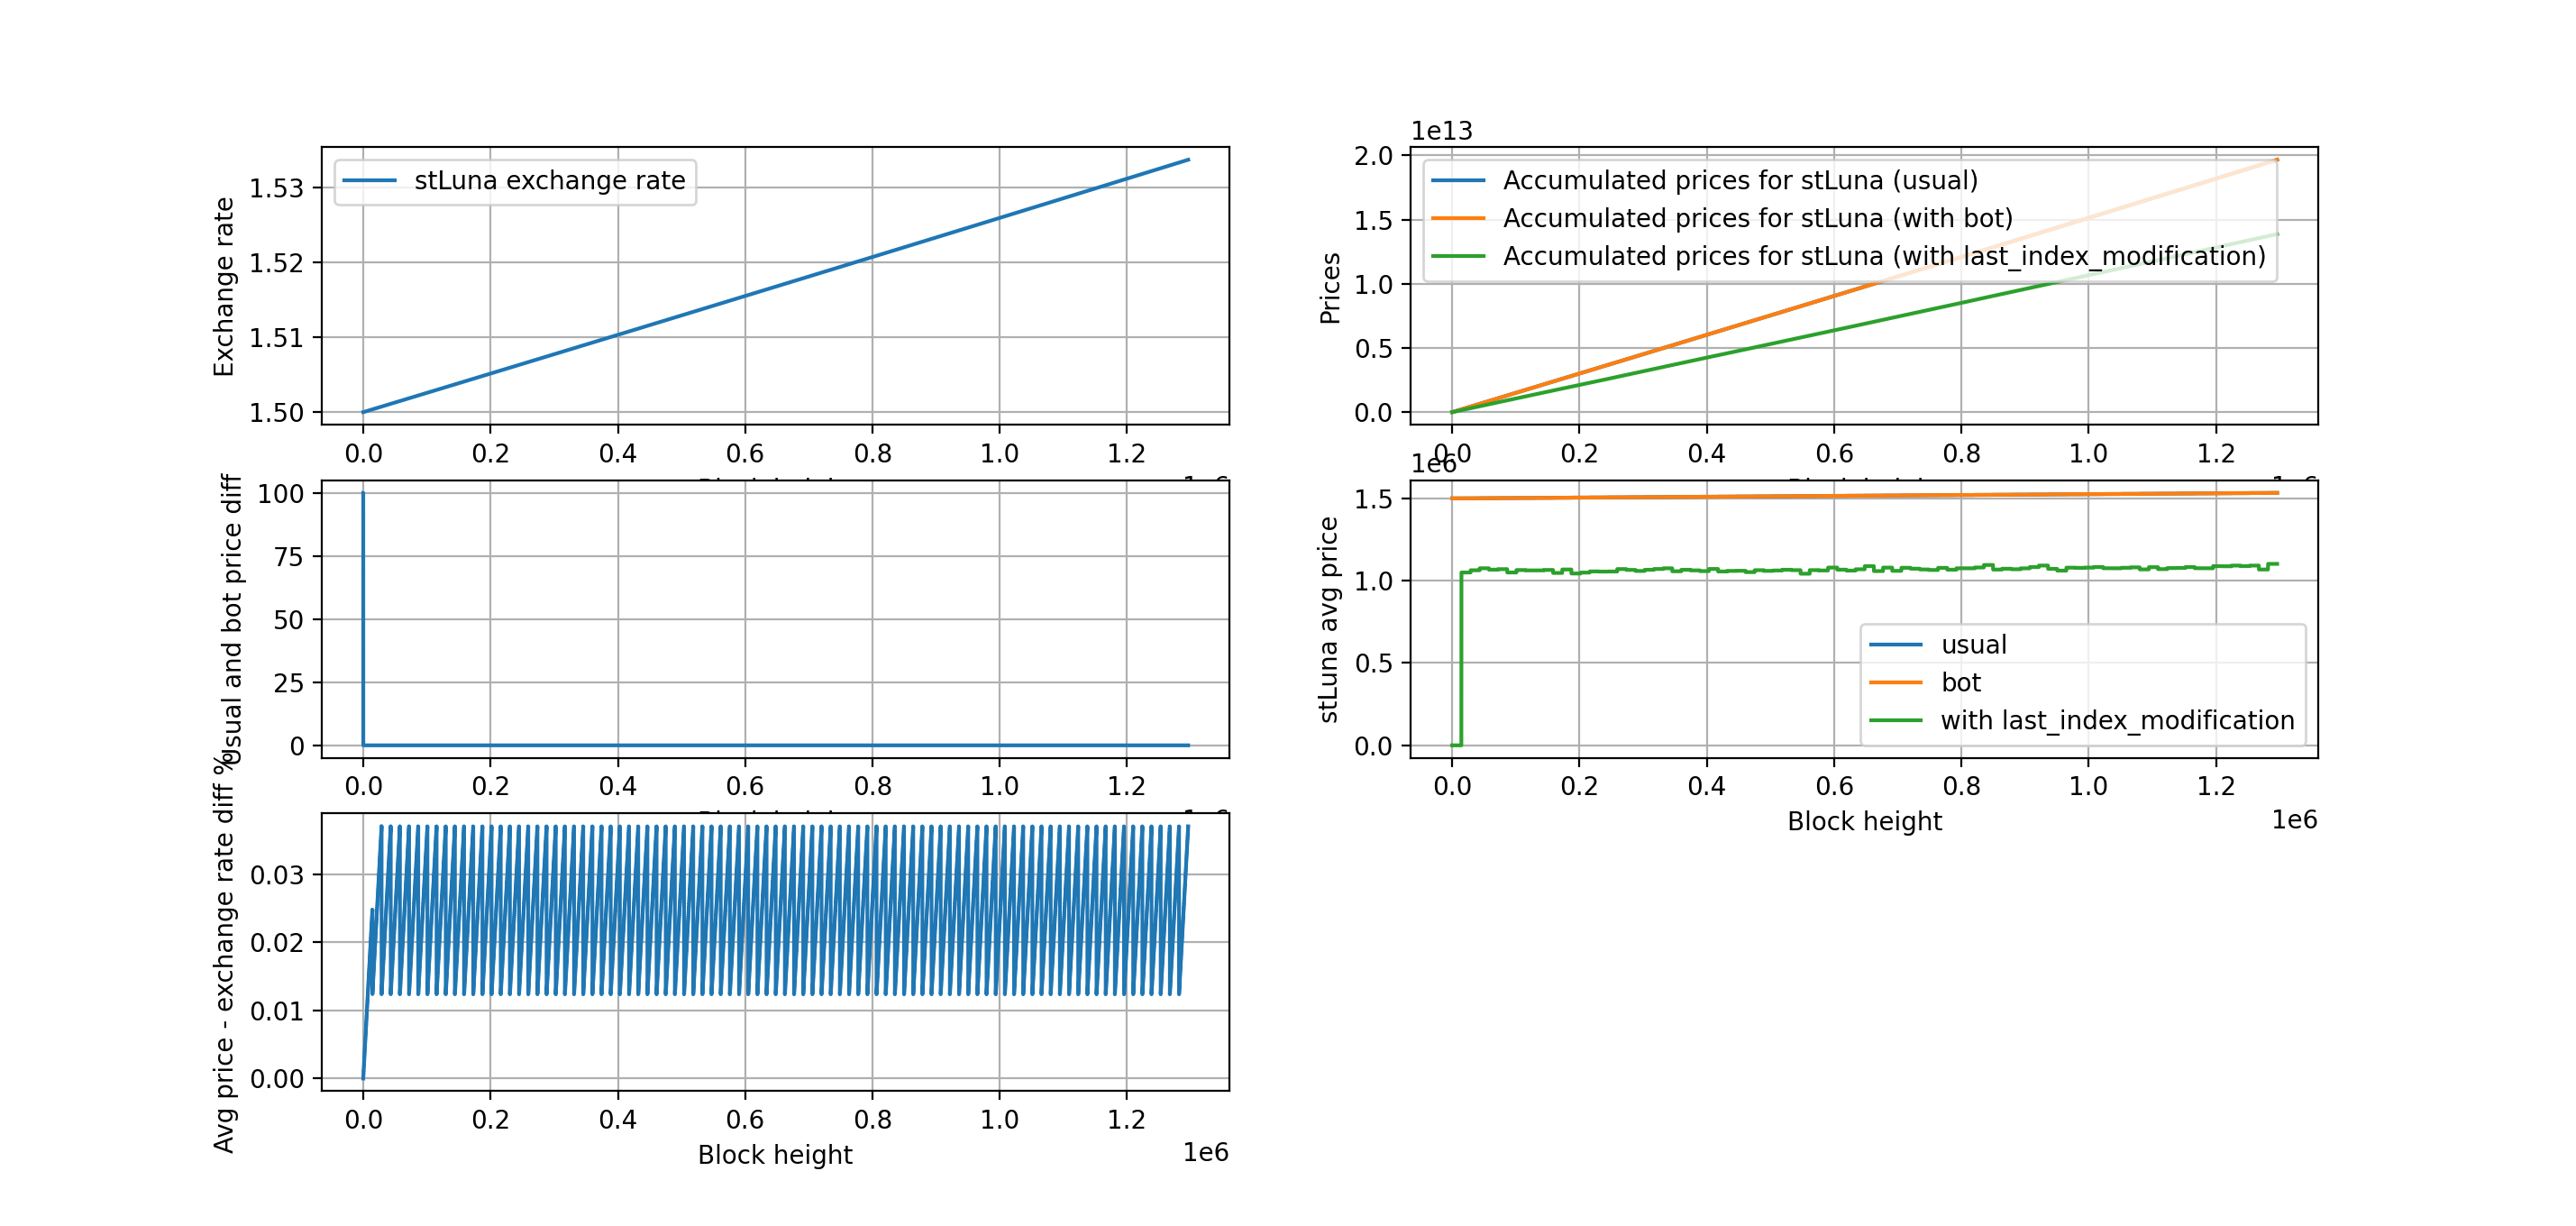 stLuna exchange rate
Exchange rate
1.53
1.52
1.51
1.50
0.0 0.2 0.4 0.6 0.8 1.0 1.2
1e13
Accumulated prices for stLuna (usual)
Accumulated prices for stLuna (with bot)
Accumulated prices for stLuna (with last_index_modification)
Prices
2.0
1.5
1.0
0.5
0.0
0.0 0.2 0.4 0.6 0.8 1.0 1.2
Usual and bot price diff
100
75
50
25
0
0.0 0.2 0.4 0.6 0.8 1.0 1.2
1e6
stLuna avg price
1.5
1.0
0.5
0.0
usual
bot
with last_index_modification
0.0 0.2 0.4 0.6 0.8 1.0 1.2
Block height
1e6
Avg price - exchange rate diff %
0.03
0.02
0.01
0.00
0.0 0.2 0.4 0.6 0.8 1.0 1.2
Block height
1e6